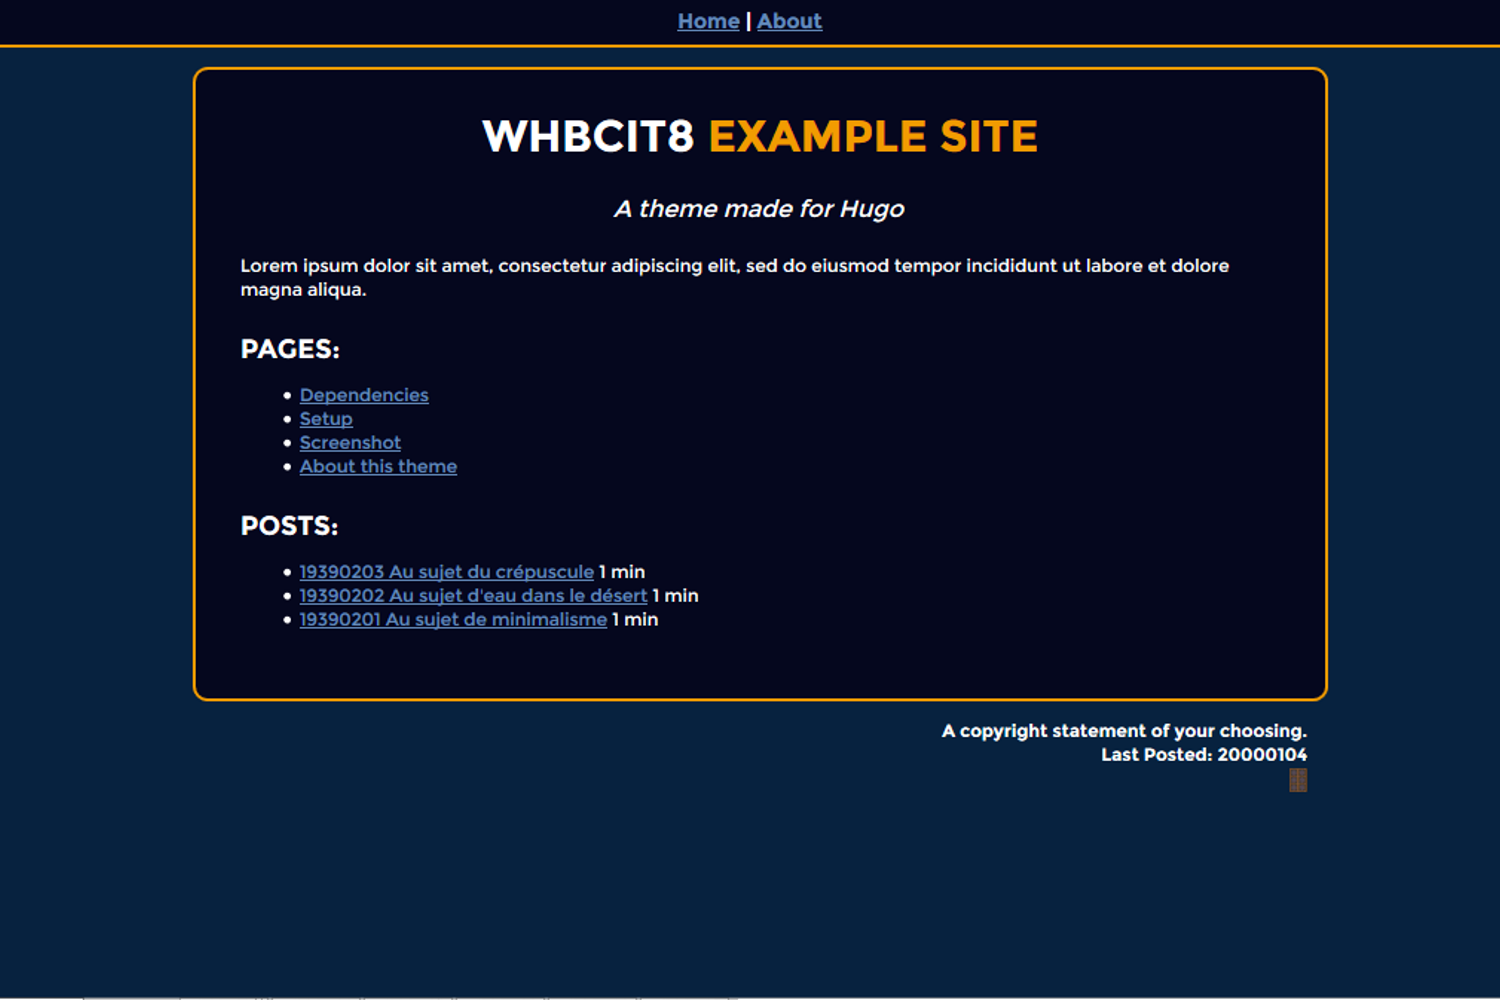 Home | About
WHBCIT8 EXAMPLE SITE
A theme made for Hugo
Lorem ipsum dolor sit amet, consectetur adipiscing elit, sed do eiusmod tempor incididunt ut labore et dolore
magna aliqua.
PAGES:
• Dependencies
• Setup
• Screenshot
• About this theme
POSTS:
• 19390203 Au sujet du crépuscule 1 min
• 19390202 Au sujet d'eau dans le désert 1 min
• 19390201 Au sujet de minimalisme 1 min
A copyright statement of your choosing.
Last Posted: 20000104